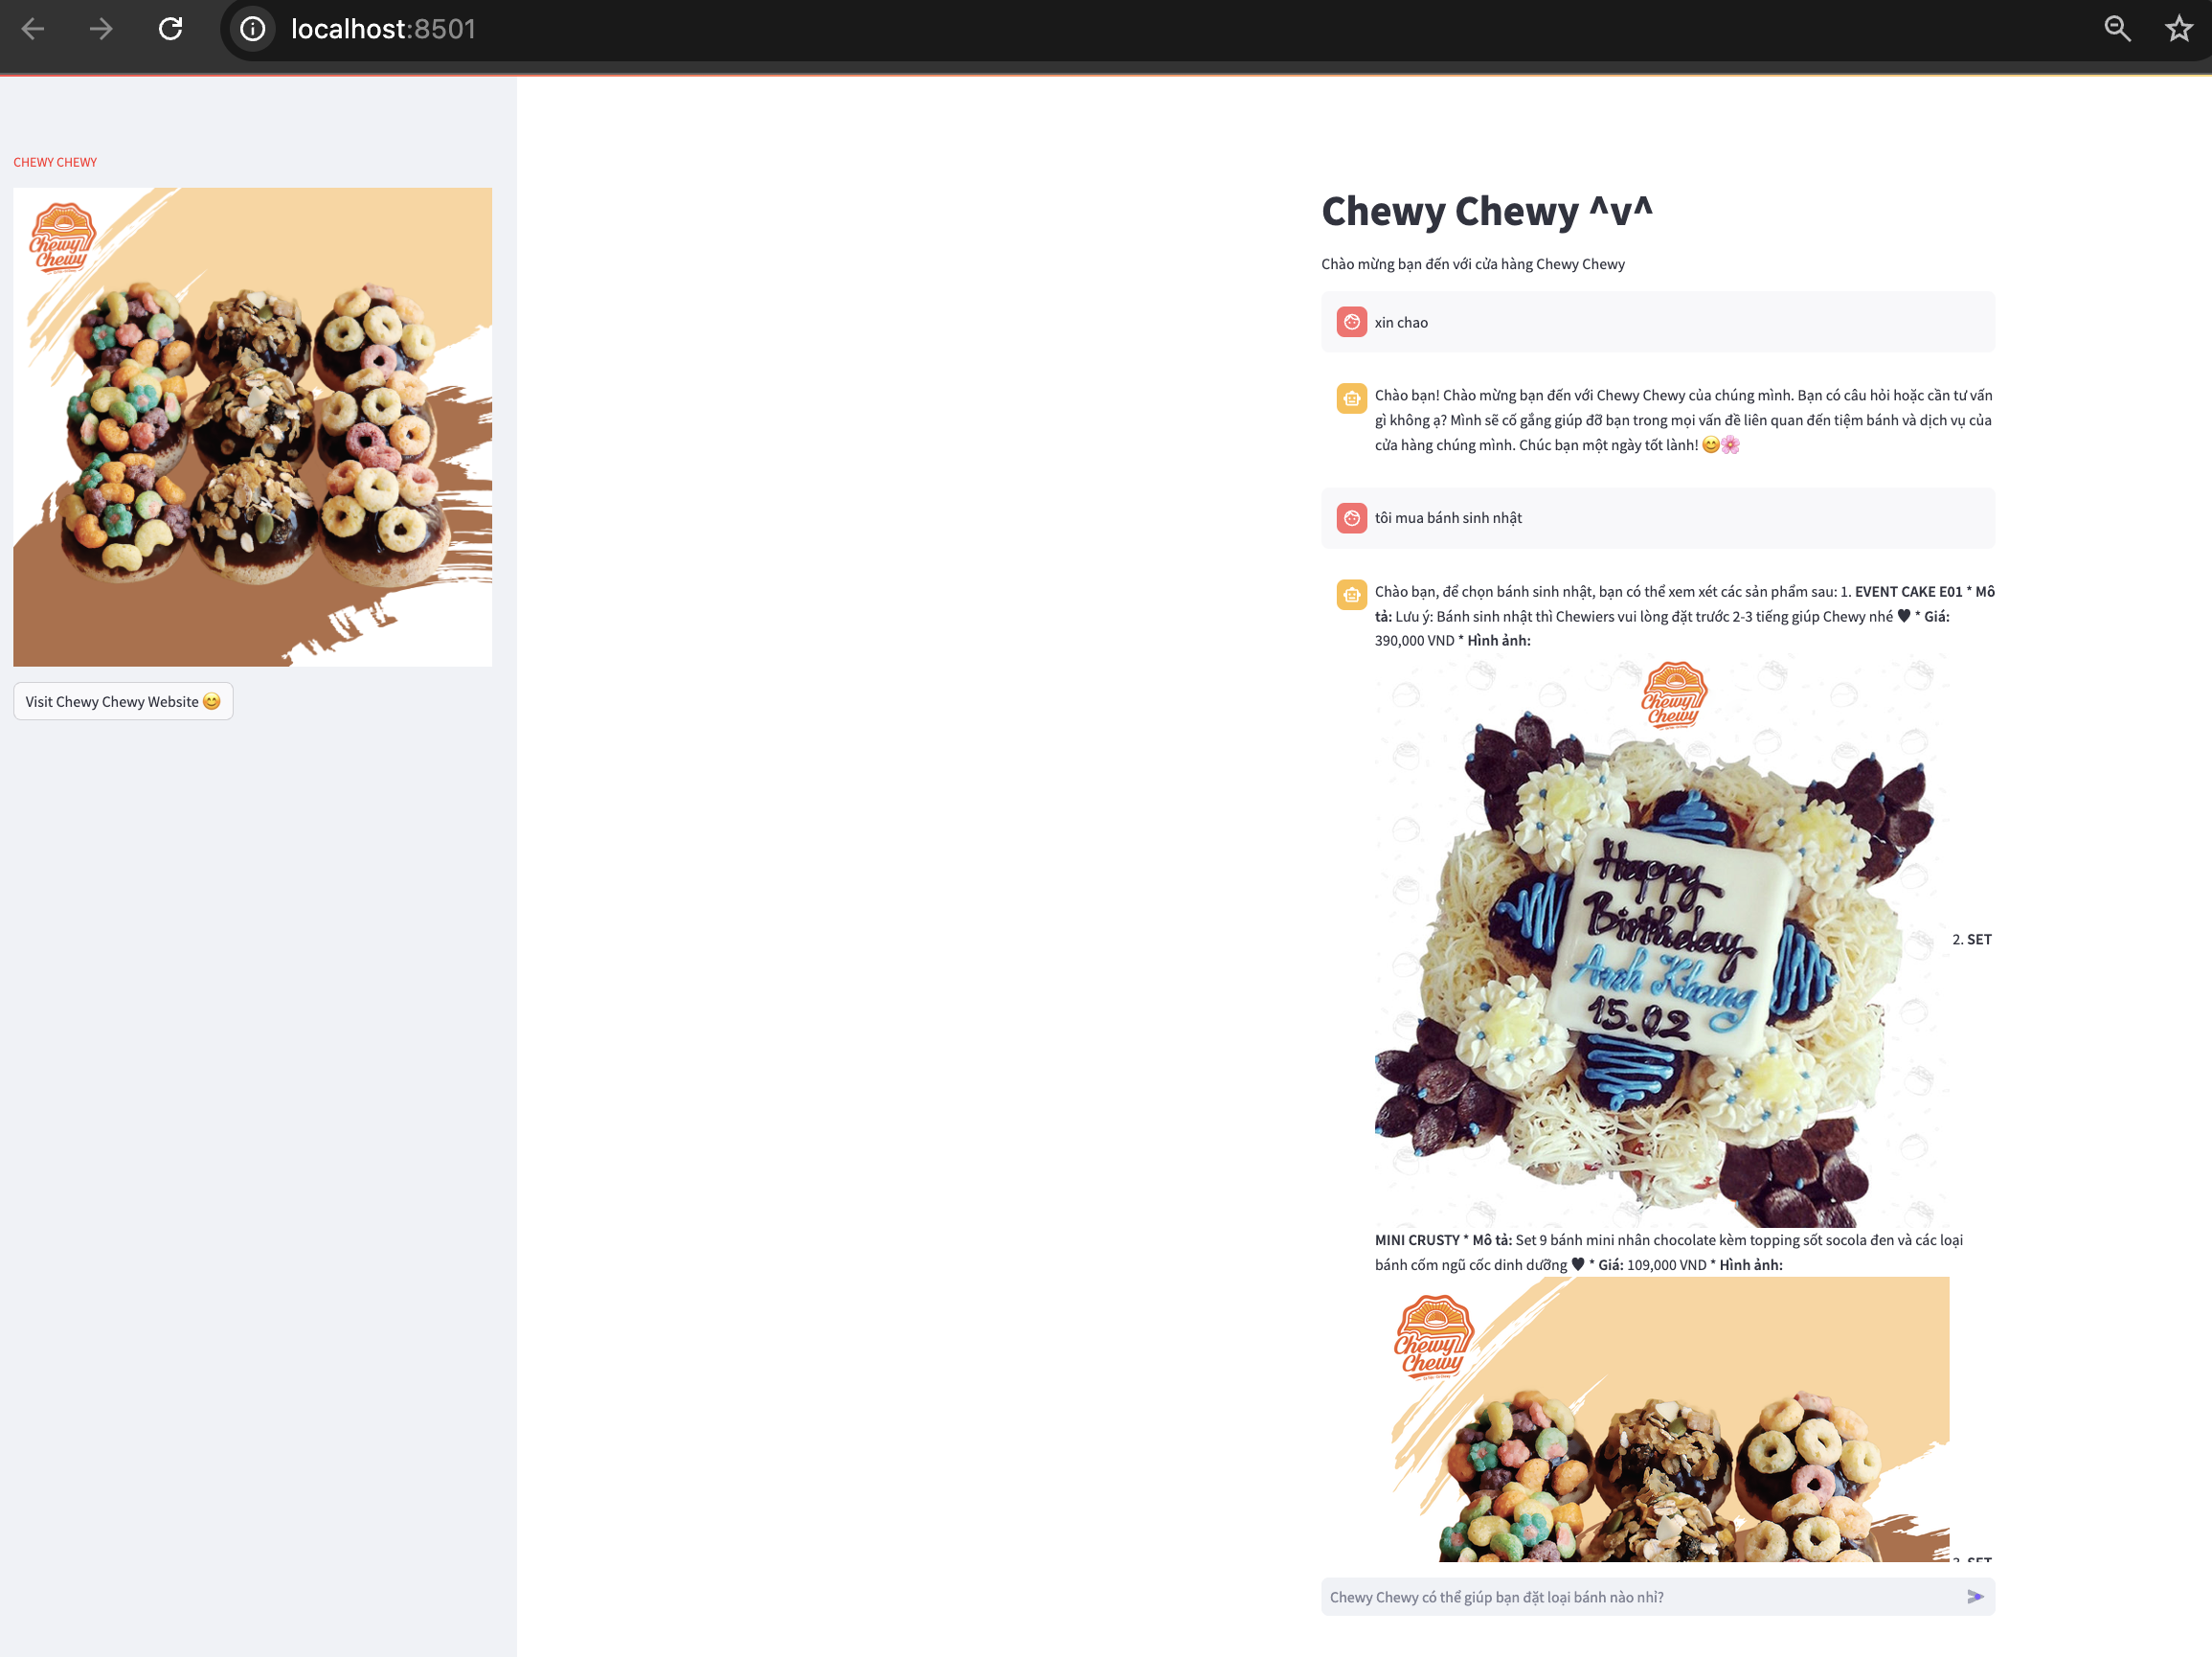 localhost:8501
CHEWY CHEWY
Chewy
Chewy
Visit Chewy Chewy Website 😊
Chewy Chewy ^v^
Chào mừng bạn đến với cửa hàng Chewy Chewy
xin chao
Chào bạn! Chào mừng bạn đến với Chewy Chewy của chúng mình. Bạn có câu hỏi hoặc cần tư vấn
gì không ạ? Mình sẽ cố gắng giúp đỡ bạn trong mọi vấn đề liên quan đến tiệm bánh và dịch vụ của
cửa hàng chúng mình. Chúc bạn một ngày tốt lành! 😊🌸
tôi mua bánh sinh nhật
Chào bạn, để chọn bánh sinh nhật, bạn có thể xem xét các sản phẩm sau: 1. EVENT CAKE E01 * Mô
tả: Lưu ý: Bánh sinh nhật thì Chewiers vui lòng đặt trước 2-3 tiếng giúp Chewy nhé ♥ * Giá:
390,000 VND * Hình ảnh:
Chewy
Chewy
Happy
Birthday
Anh Khang
15.02
2. SET
MINI CRUSTY * Mô tả: Set 9 bánh mini nhân chocolate kèm topping sốt socola đen và các loại
bánh cốm ngũ cốc dinh dưỡng ♥ * Giá: 109,000 VND * Hình ảnh:
Chewy
Chewy
3. SET
Chewy Chewy có thể giúp bạn đặt loại bánh nào nhỉ?